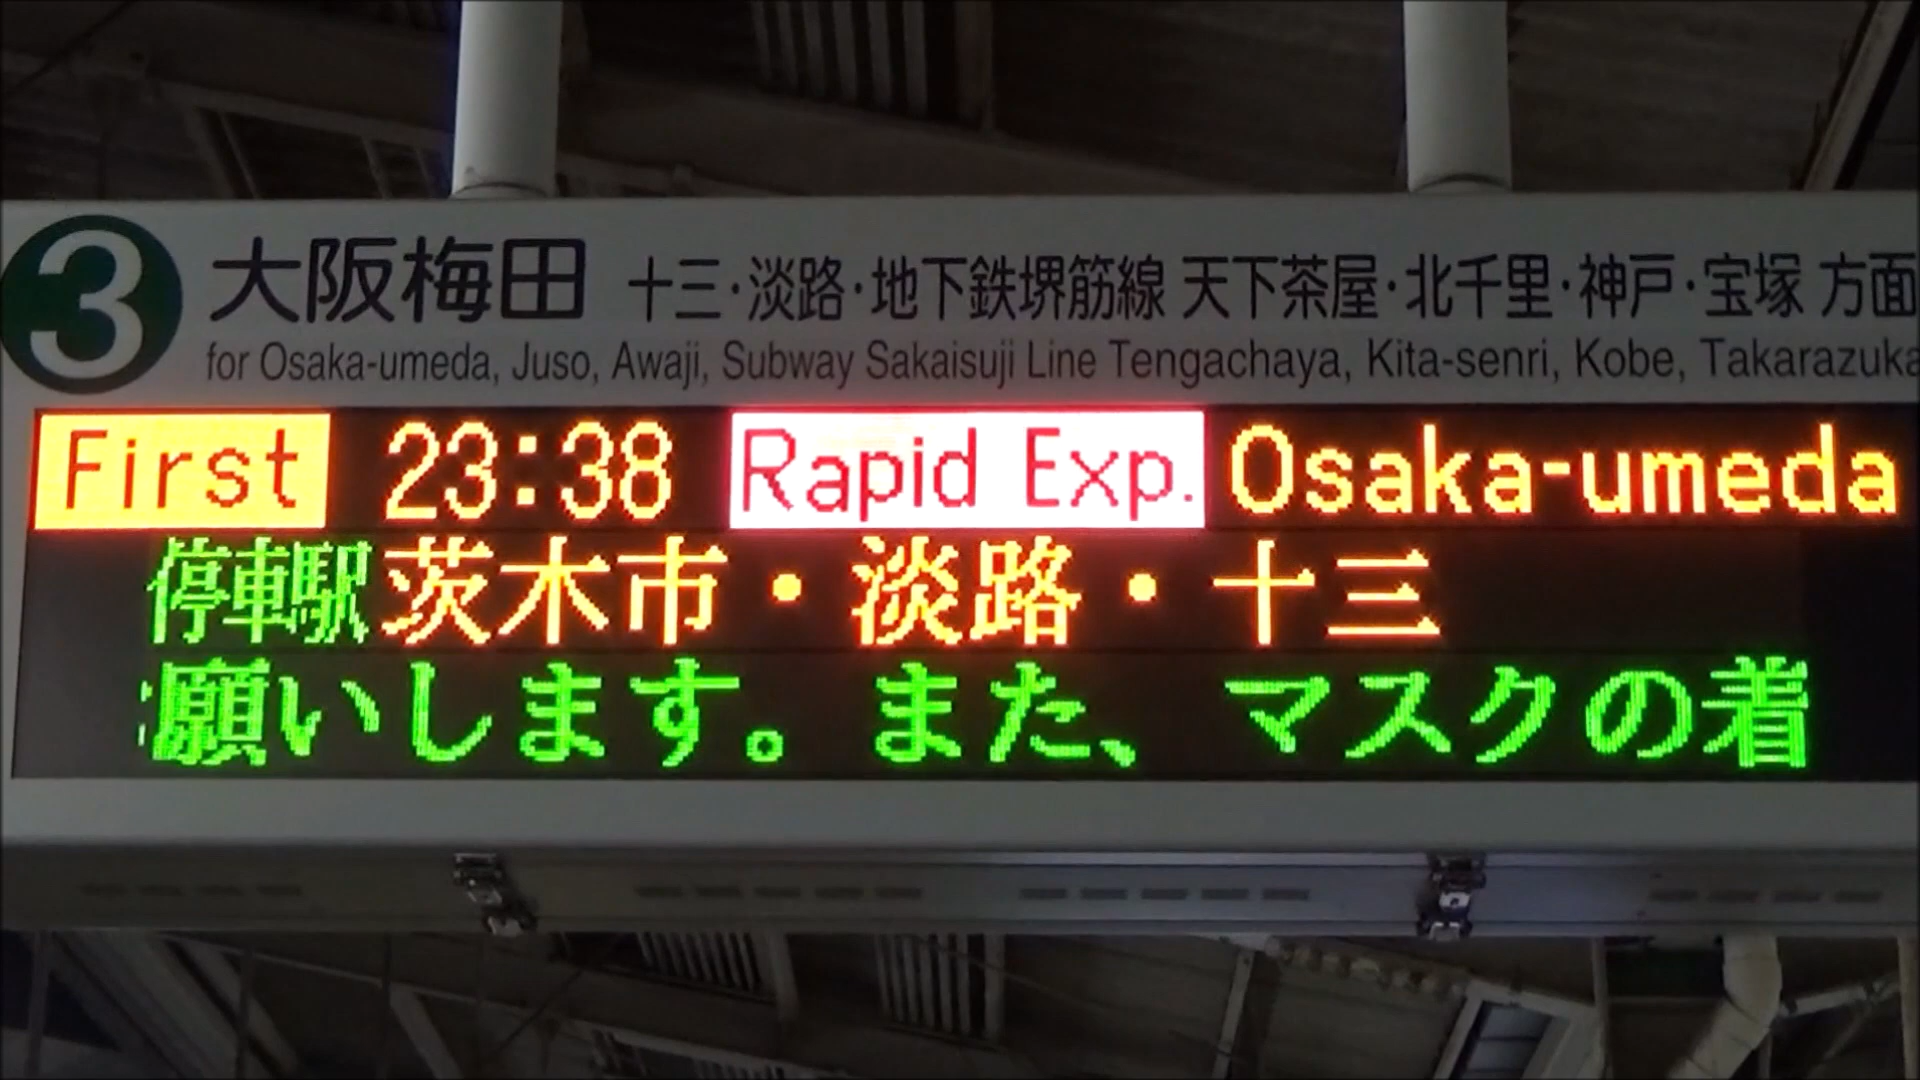 3 大阪梅田 十三・淡路・地下鉄堺筋線 天下茶屋・北千里・神戸・宝塚 方面
for Osaka-umeda, Juso, Awaji, Subway Sakaisuji Line Tengachaya, Kita-senri, Kobe, Takarazuka
First 23:38 Rapid Exp. Osaka-umeda
停車駅 茨木市・淡路・十三
願いします。また、マスクの着